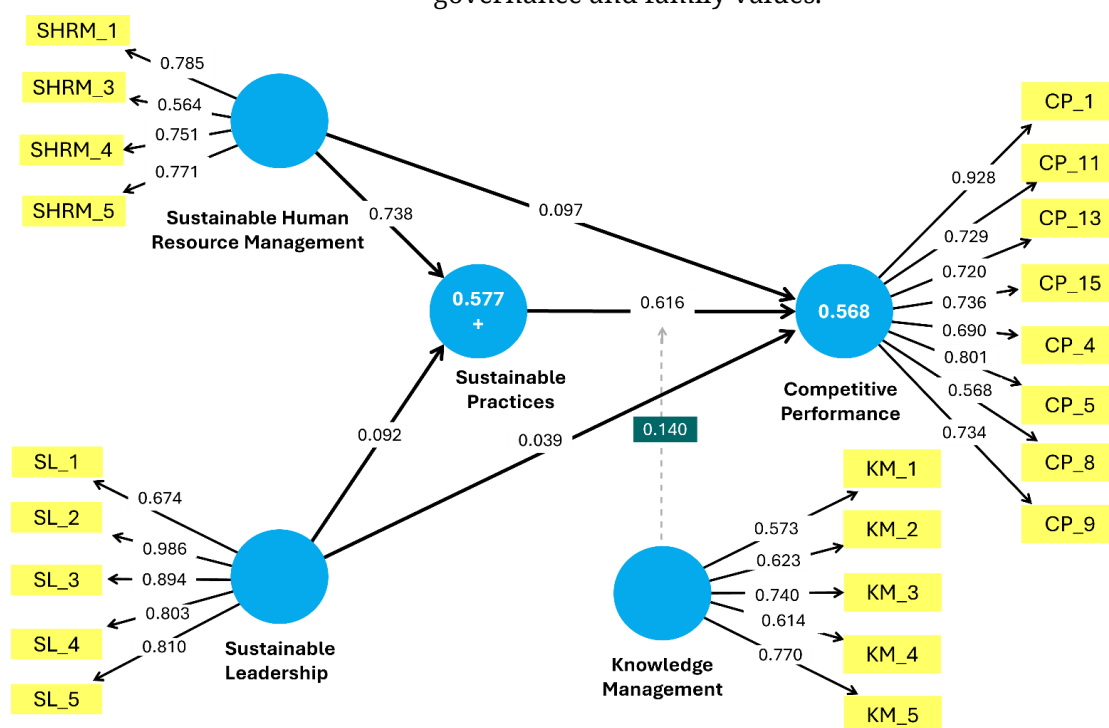 governance and family values.
SHRM_1
0.785
SHRM_3
0.564
0.751
SHRM_4
0.771
SHRM_5
Sustainable Human
Resource Management
0.738
0.097
0.577
+
Sustainable
Practices
0.616
0.568
Competitive
Performance
0.092
0.039
0.140
CP_1
0.928
CP_11
0.729
CP_13
0.720
CP_15
0.736
0.690
CP_4
0.801
CP_5
0.568
0.734
CP_8
CP_9
SL_1
0.674
SL_2
0.986
SL_3
0.894
0.803
SL_4
0.810
SL_5
Sustainable
Leadership
KM_1
0.573
KM_2
0.623
KM_3
0.740
0.614
KM_4
0.770
KM_5
Knowledge
Management